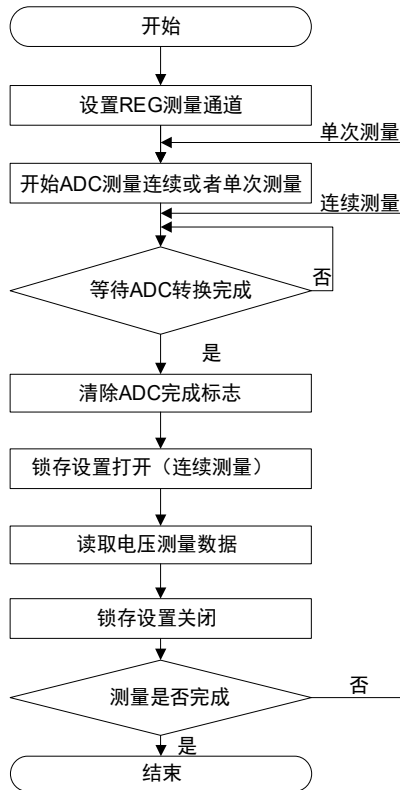 开始
设置REG测量通道
单次测量
开始ADC测量连续或者单次测量
连续测量
等待ADC转换完成
否
是
清除ADC完成标志
锁存设置打开（连续测量）
读取电压测量数据
锁存设置关闭
测量是否完成
否
是
结束